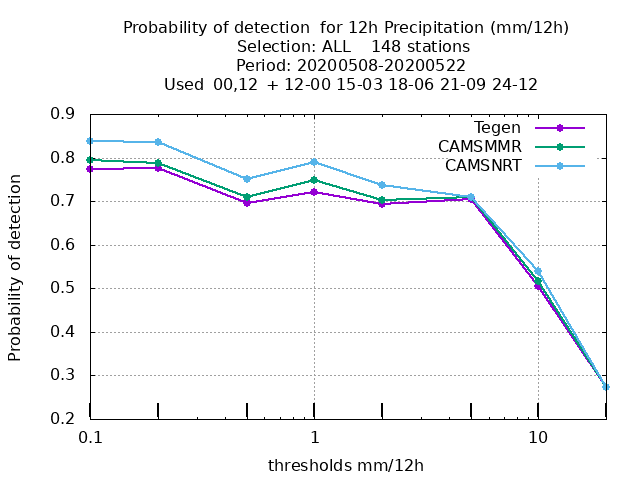 Probability of detection  for 12h Precipitation (mm/12h)
Selection: ALL    148 stations
Period: 20200508-20200522
Used  00,12  + 12-00 15-03 18-06 21-09 24-12
Tegen
CAMSMMR
CAMSNRT
0.9
0.8
0.7
0.6
0.5
0.4
0.3
0.2
Probability of detection
0.1
1
10
thresholds mm/12h